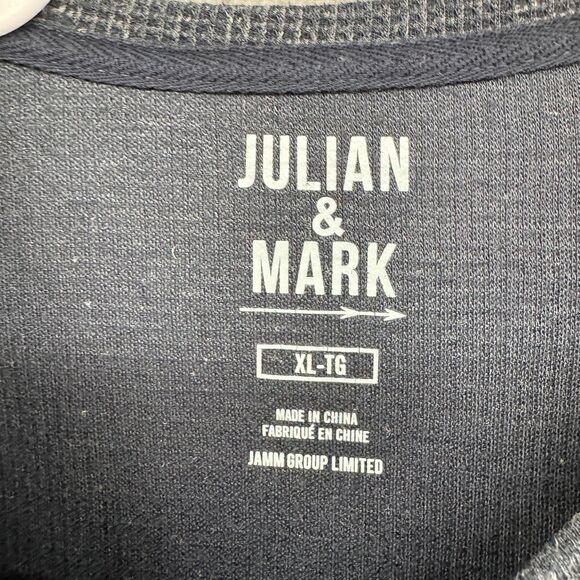 JULIAN
&
MARK
XL-TG
MADE IN CHINA
FABRIQUÉ EN CHINE
JAMM GROUP LIMITED